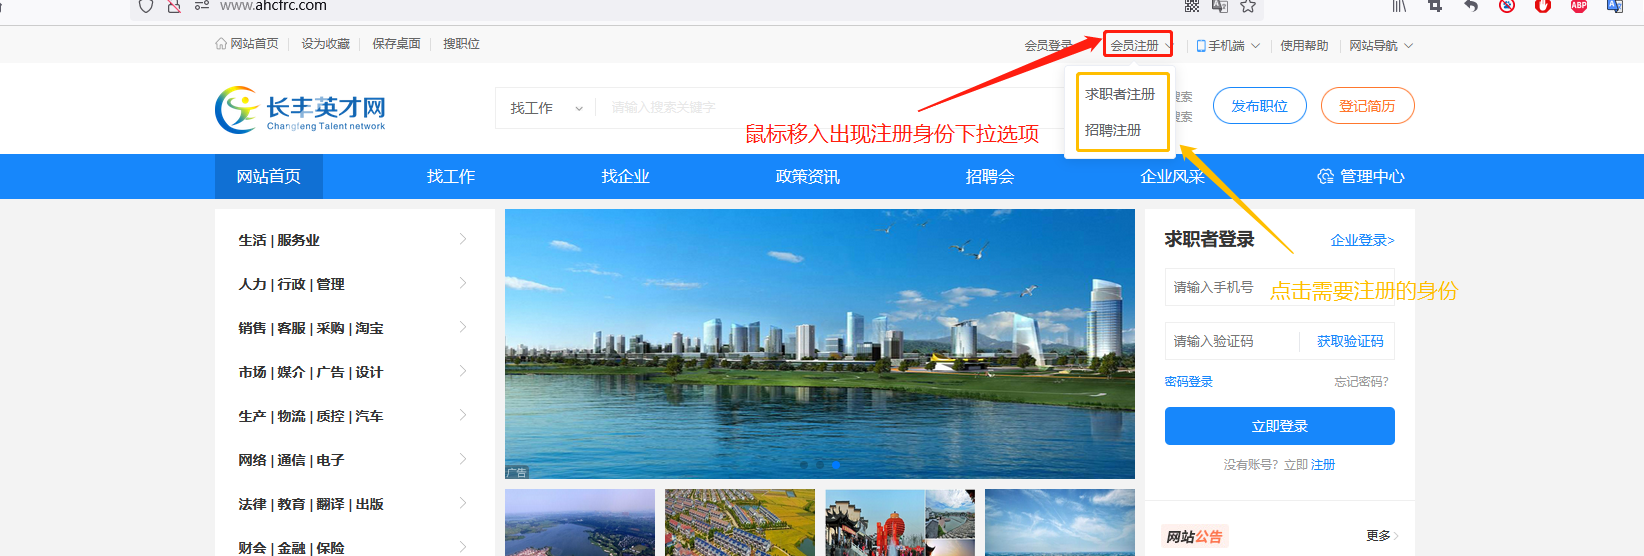 www.ahcfrc.com
网站首页 设为收藏 保存桌面 搜职位
会员登录 会员注册 手机端 使用帮助 网站导航
长丰英才网
Changfeng Talent network
找工作 请输入搜索关键字
求职者注册
招聘注册
搜索
搜索
发布职位 登记简历
鼠标移入出现注册身份下拉选项
网站首页 找工作 找企业 政策资讯 招聘会 企业风采 管理中心
生活 | 服务业
人力 | 行政 | 管理
销售 | 客服 | 采购 | 淘宝
市场 | 媒介 | 广告 | 设计
生产 | 物流 | 质控 | 汽车
网络 | 通信 | 电子
法律 | 教育 | 翻译 | 出版
财会 | 金融 | 保险
广告
求职者登录 企业登录>
请输入手机号
点击需要注册的身份
请输入验证码 获取验证码
密码登录 忘记密码?
立即登录
没有账号? 立即 注册
网站公告 更多